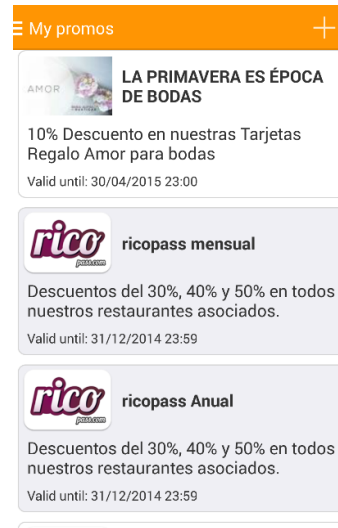 My promos
AMOR
LA PRIMAVERA ES ÉPOCA
DE BODAS
10% Descuento en nuestras Tarjetas
Regalo Amor para bodas
Valid until: 30/04/2015 23:00
rico
pass.com
ricopass mensual
Descuentos del 30%, 40% y 50% en todos
nuestros restaurantes asociados.
Valid until: 31/12/2014 23:59
rico
pass.com
ricopass Anual
Descuentos del 30%, 40% y 50% en todos
nuestros restaurantes asociados.
Valid until: 31/12/2014 23:59